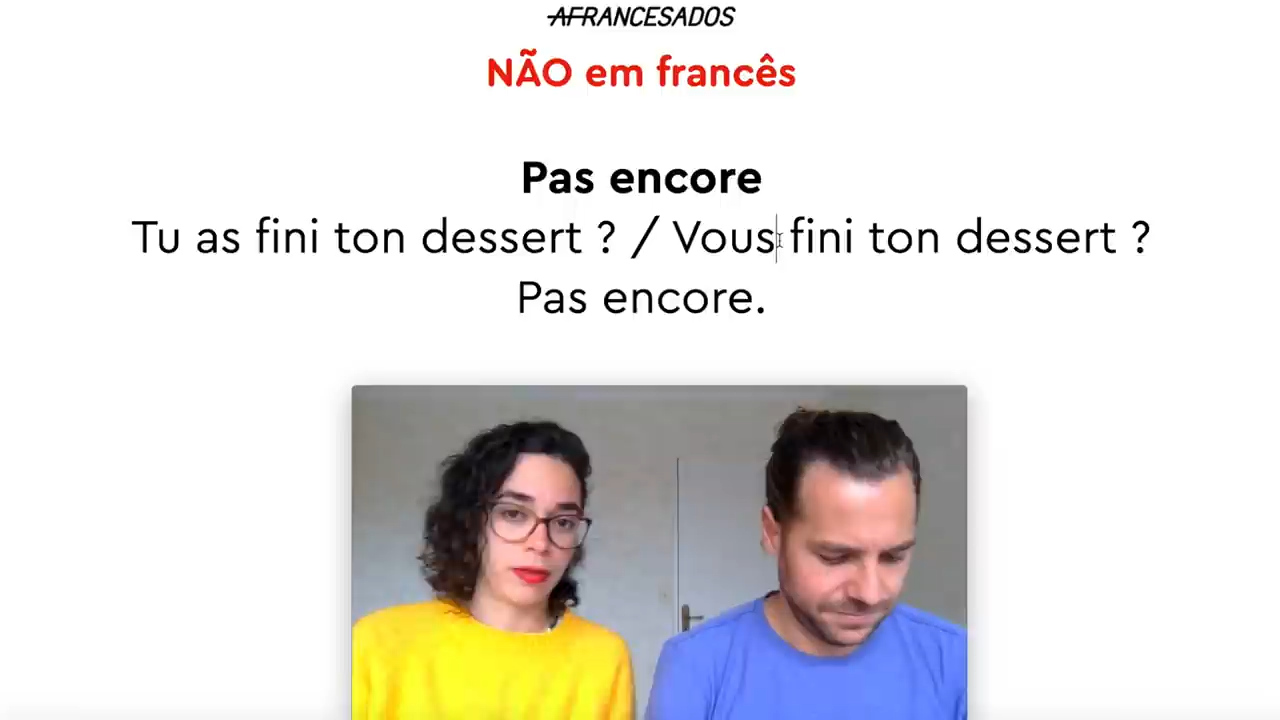 AFRANCESADOS
NÃO em francês
Pas encore
Tu as fini ton dessert ? / Vous fini ton dessert ?
Pas encore.